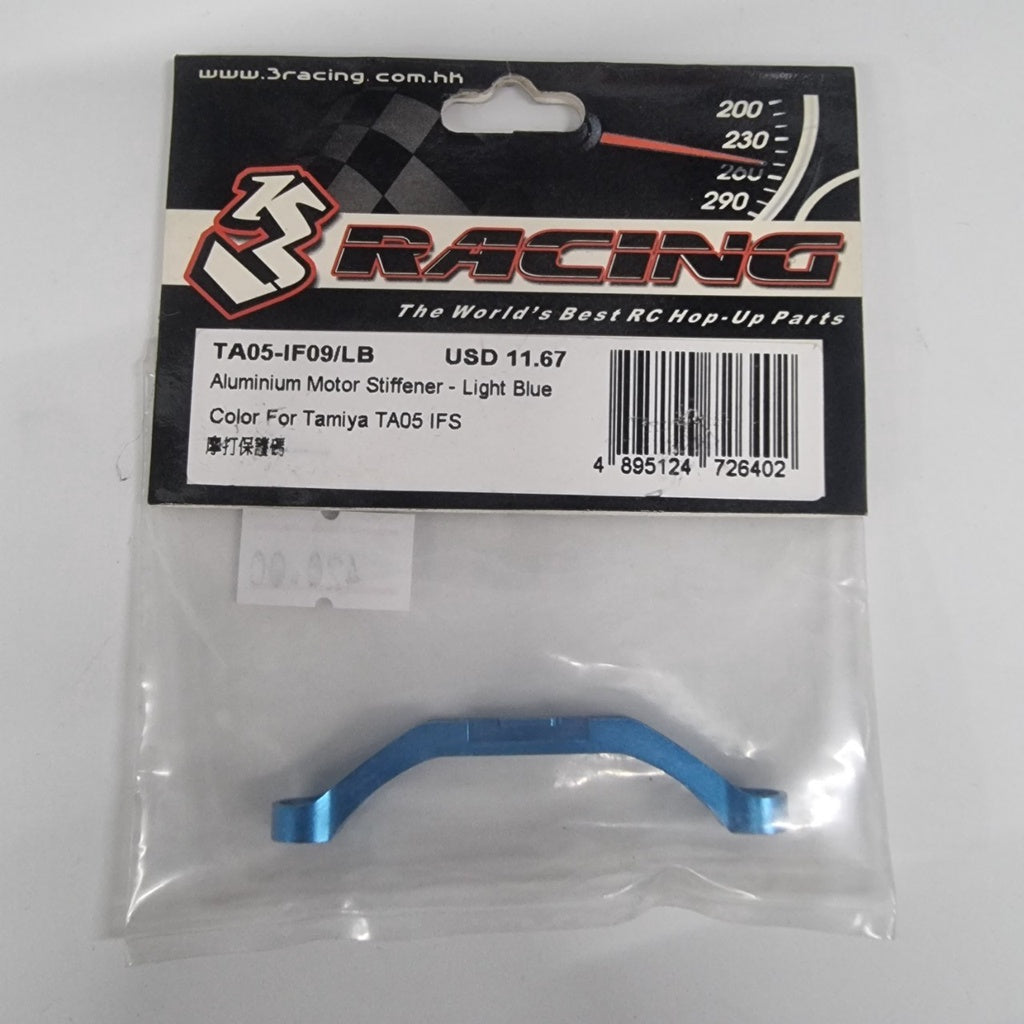 www.3racing.com.hk
200
230
260
290
3 RACING
The World's Best RC Hop-Up Parts
TA05-IF09/LB USD 11.67
Aluminium Motor Stiffener - Light Blue
Color For Tamiya TA05 IFS
摩打保護碼
4 895124 726402